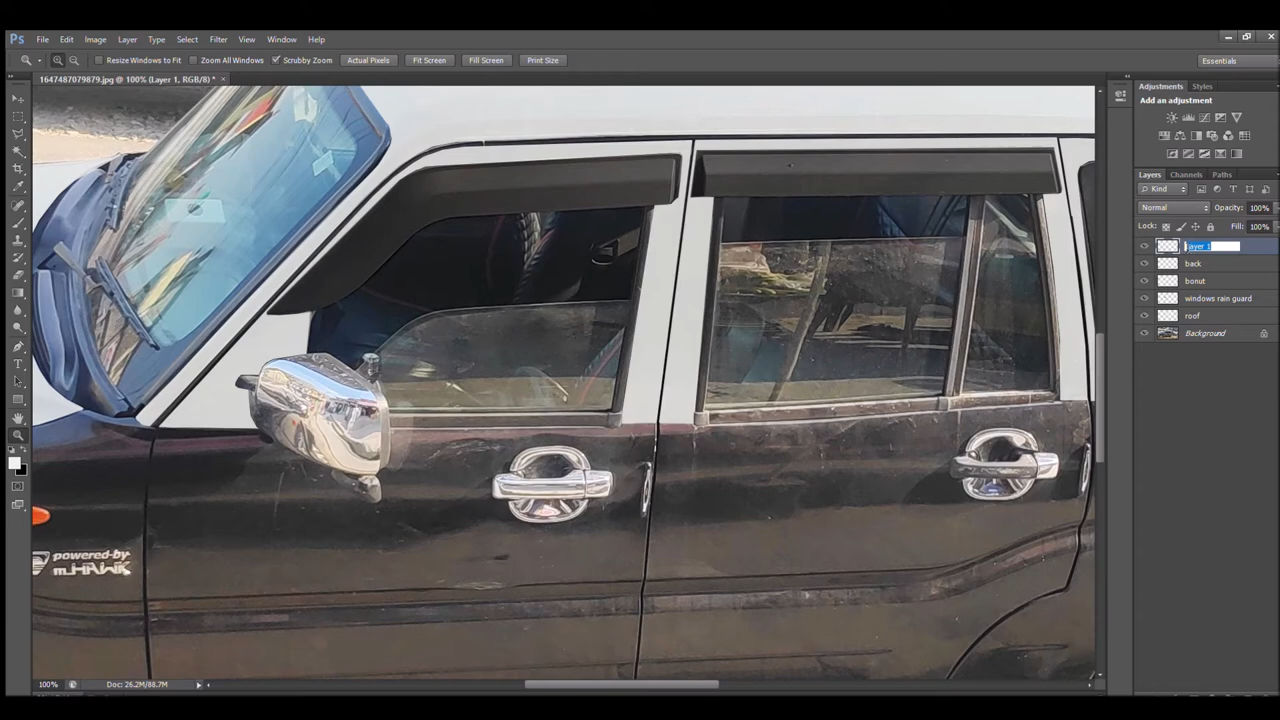 Ps File Edit Image Layer Type Select Filter View Window Help
Resize Windows to Fit Zoom All Windows Scrubby Zoom Actual Pixels Fit Screen Fill Screen Print Size Essentials
1647487079879.jpg @ 100% (Layer 1, RGB/8) *
Adjustments Styles
Add an adjustment
Layers Channels Paths
Kind
Normal Opacity: 100%
Lock: Fill: 100%
Layer 1
back
bonut
windows rain guard
roof
Background
powered by
m.HAWK
100% Doc: 26.2M/88.7M